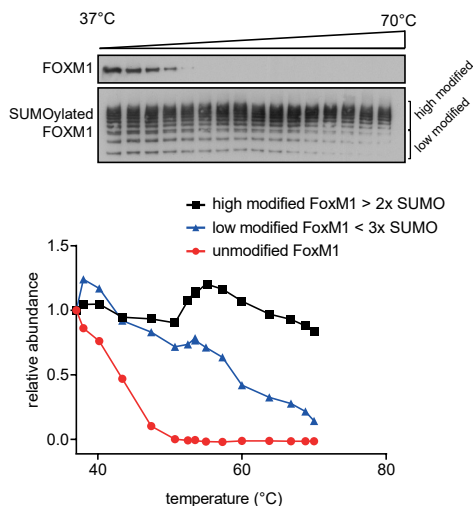 37°C 70°C
FOXM1
SUMOylated
FOXM1
high modified
low modified
high modified FoxM1 > 2x SUMO
low modified FoxM1 < 3x SUMO
unmodified FoxM1
1.5
1.0
0.5
0.0
relative abundance
40 60 80
temperature (°C)